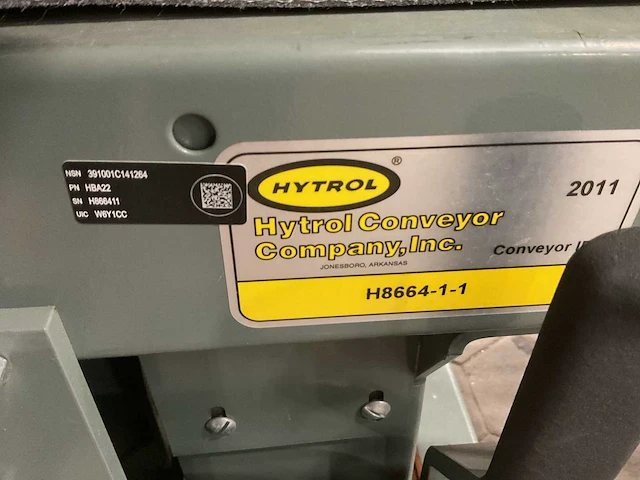 NSN 391001C141264
PN HBA22
SN H866411
UIC W6Y1CC
HYTROL ®
2011
Hytrol Conveyor
Company, Inc.
Conveyor
JONESBORO, ARKANSAS
H8664-1-1